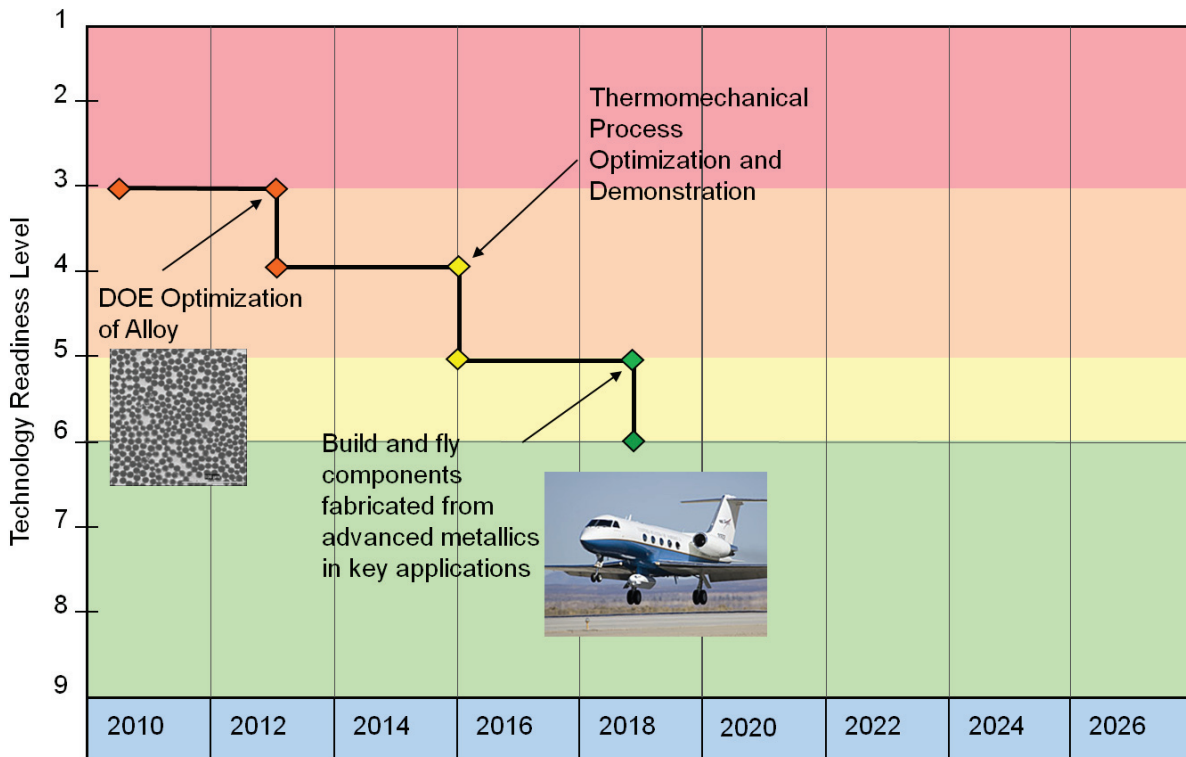 1
2
3
4
5
6
7
8
9
Technology Readiness Level
Thermomechanical
Process
Optimization and
Demonstration
DOE Optimization
of Alloy
Build and fly
components
fabricated from
advanced metallics
in key applications
2010 2012 2014 2016 2018 2020 2022 2024 2026